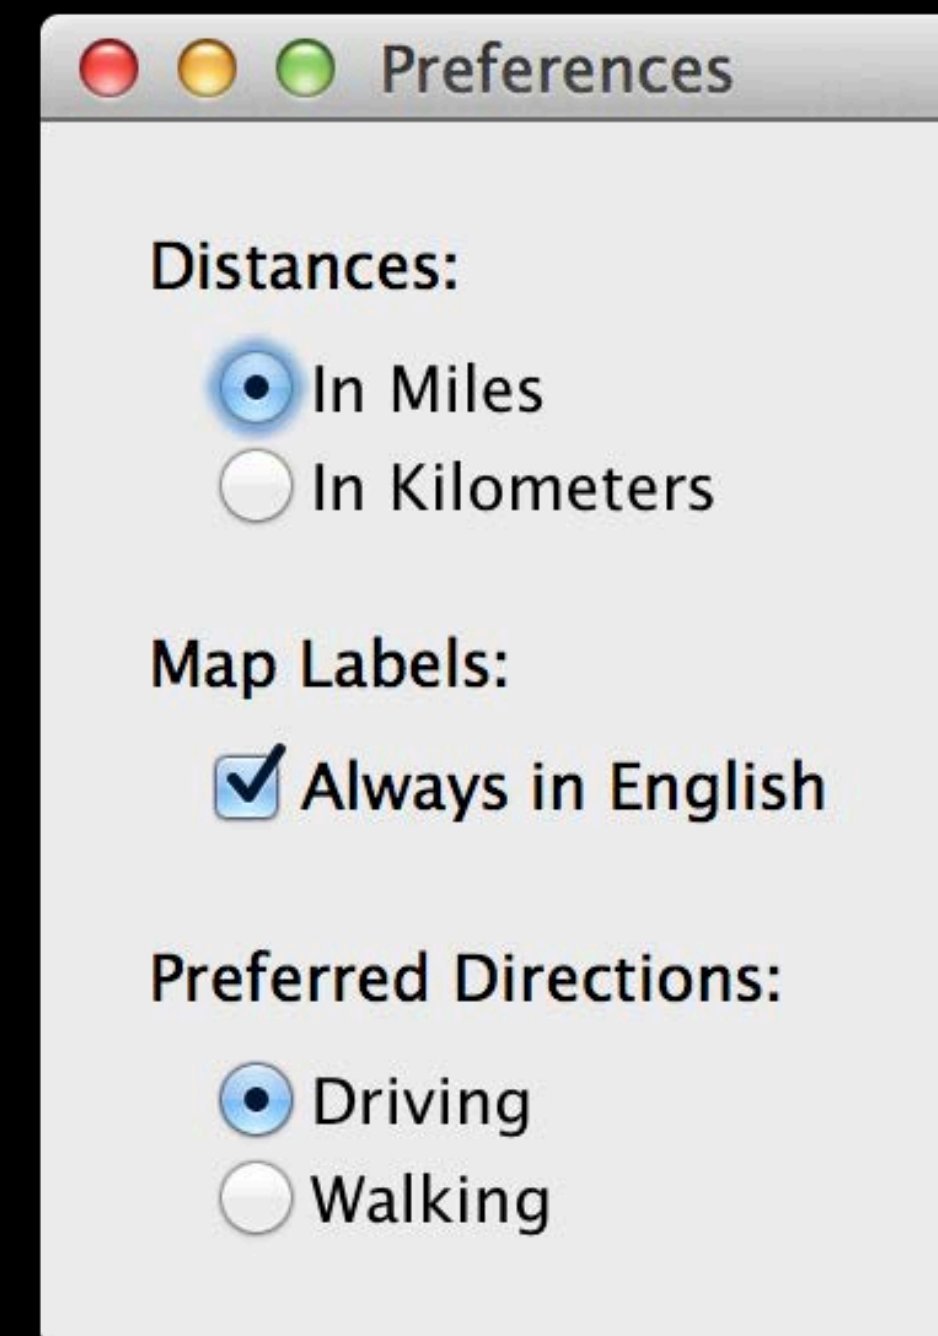 Preferences
Distances:
In Miles
In Kilometers
Map Labels:
Always in English
Preferred Directions:
Driving
Walking